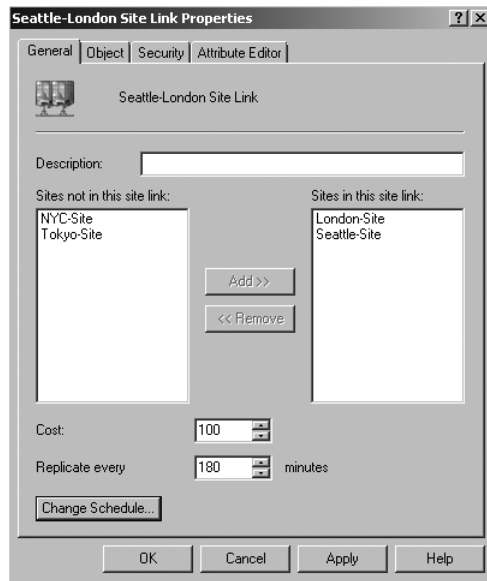 Seattle-London Site Link Properties
General Object Security Attribute Editor
Seattle-London Site Link
Description:
Sites not in this site link:
Sites in this site link:
NYC-Site
Tokyo-Site
London-Site
Seattle-Site
Add >>
<< Remove
Cost: 100
Replicate every 180 minutes
Change Schedule...
OK Cancel Apply Help